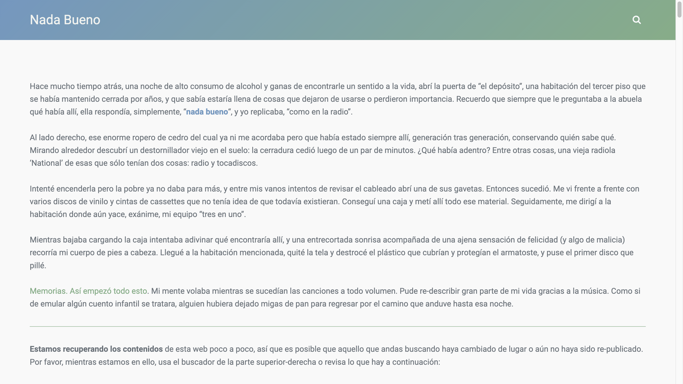 Nada Bueno
Hace mucho tiempo atrás, una noche de alto consumo de alcohol y ganas de encontrarle un sentido a la vida, abrí la puerta de “el depósito”, una habitación del tercer piso que
se había mantenido cerrada por años, y que sabía estaría llena de cosas que dejaron de usarse o perdieron importancia. Recuerdo que siempre que le preguntaba a la abuela
qué había allí, ella respondía, simplemente, “nada bueno”, y yo replicaba, “como en la radio”.
Al lado derecho, ese enorme ropero de cedro del cual ya ni me acordaba pero que había estado siempre allí, generación tras generación, conservando quién sabe qué.
Mirando alrededor descubrí un destornillador viejo en el suelo: la cerradura cedió luego de un par de minutos. ¿Qué había adentro? Entre otras cosas, una vieja radiola
‘National’ de esas que sólo tenían dos cosas: radio y tocadiscos.
Intenté encenderla pero la pobre ya no daba para más, y entre mis vanos intentos de revisar el cableado abrí una de sus gavetas. Entonces sucedió. Me vi frente a frente con
varios discos de vinilo y cintas de cassettes que no tenía idea de que todavía existieran. Conseguí una caja y metí allí todo ese material. Seguidamente, me dirigí a la
habitación donde aún yace, exánime, mi equipo “tres en uno”.
Mientras bajaba cargando la caja intentaba adivinar qué encontraría allí, y una entrecortada sonrisa acompañada de una ajena sensación de felicidad (y algo de malicia)
recorría mi cuerpo de pies a cabeza. Llegué a la habitación mencionada, quité la tela y destrocé el plástico que cubrían y protegían el armatoste, y puse el primer disco que
pillé.
Memorias. Así empezó todo esto. Mi mente volaba mientras se sucedían las canciones a todo volumen. Pude re-describir gran parte de mi vida gracias a la música. Como si
de emular algún cuento infantil se tratara, alguien hubiera dejado migas de pan para regresar por el camino que anduve hasta esa noche.
Estamos recuperando los contenidos de esta web poco a poco, así que es posible que aquello que andas buscando haya cambiado de lugar o aún no haya sido re-publicado.
Por favor, mientras estamos en ello, usa el buscador de la parte superior-derecha o revisa lo que hay a continuación: